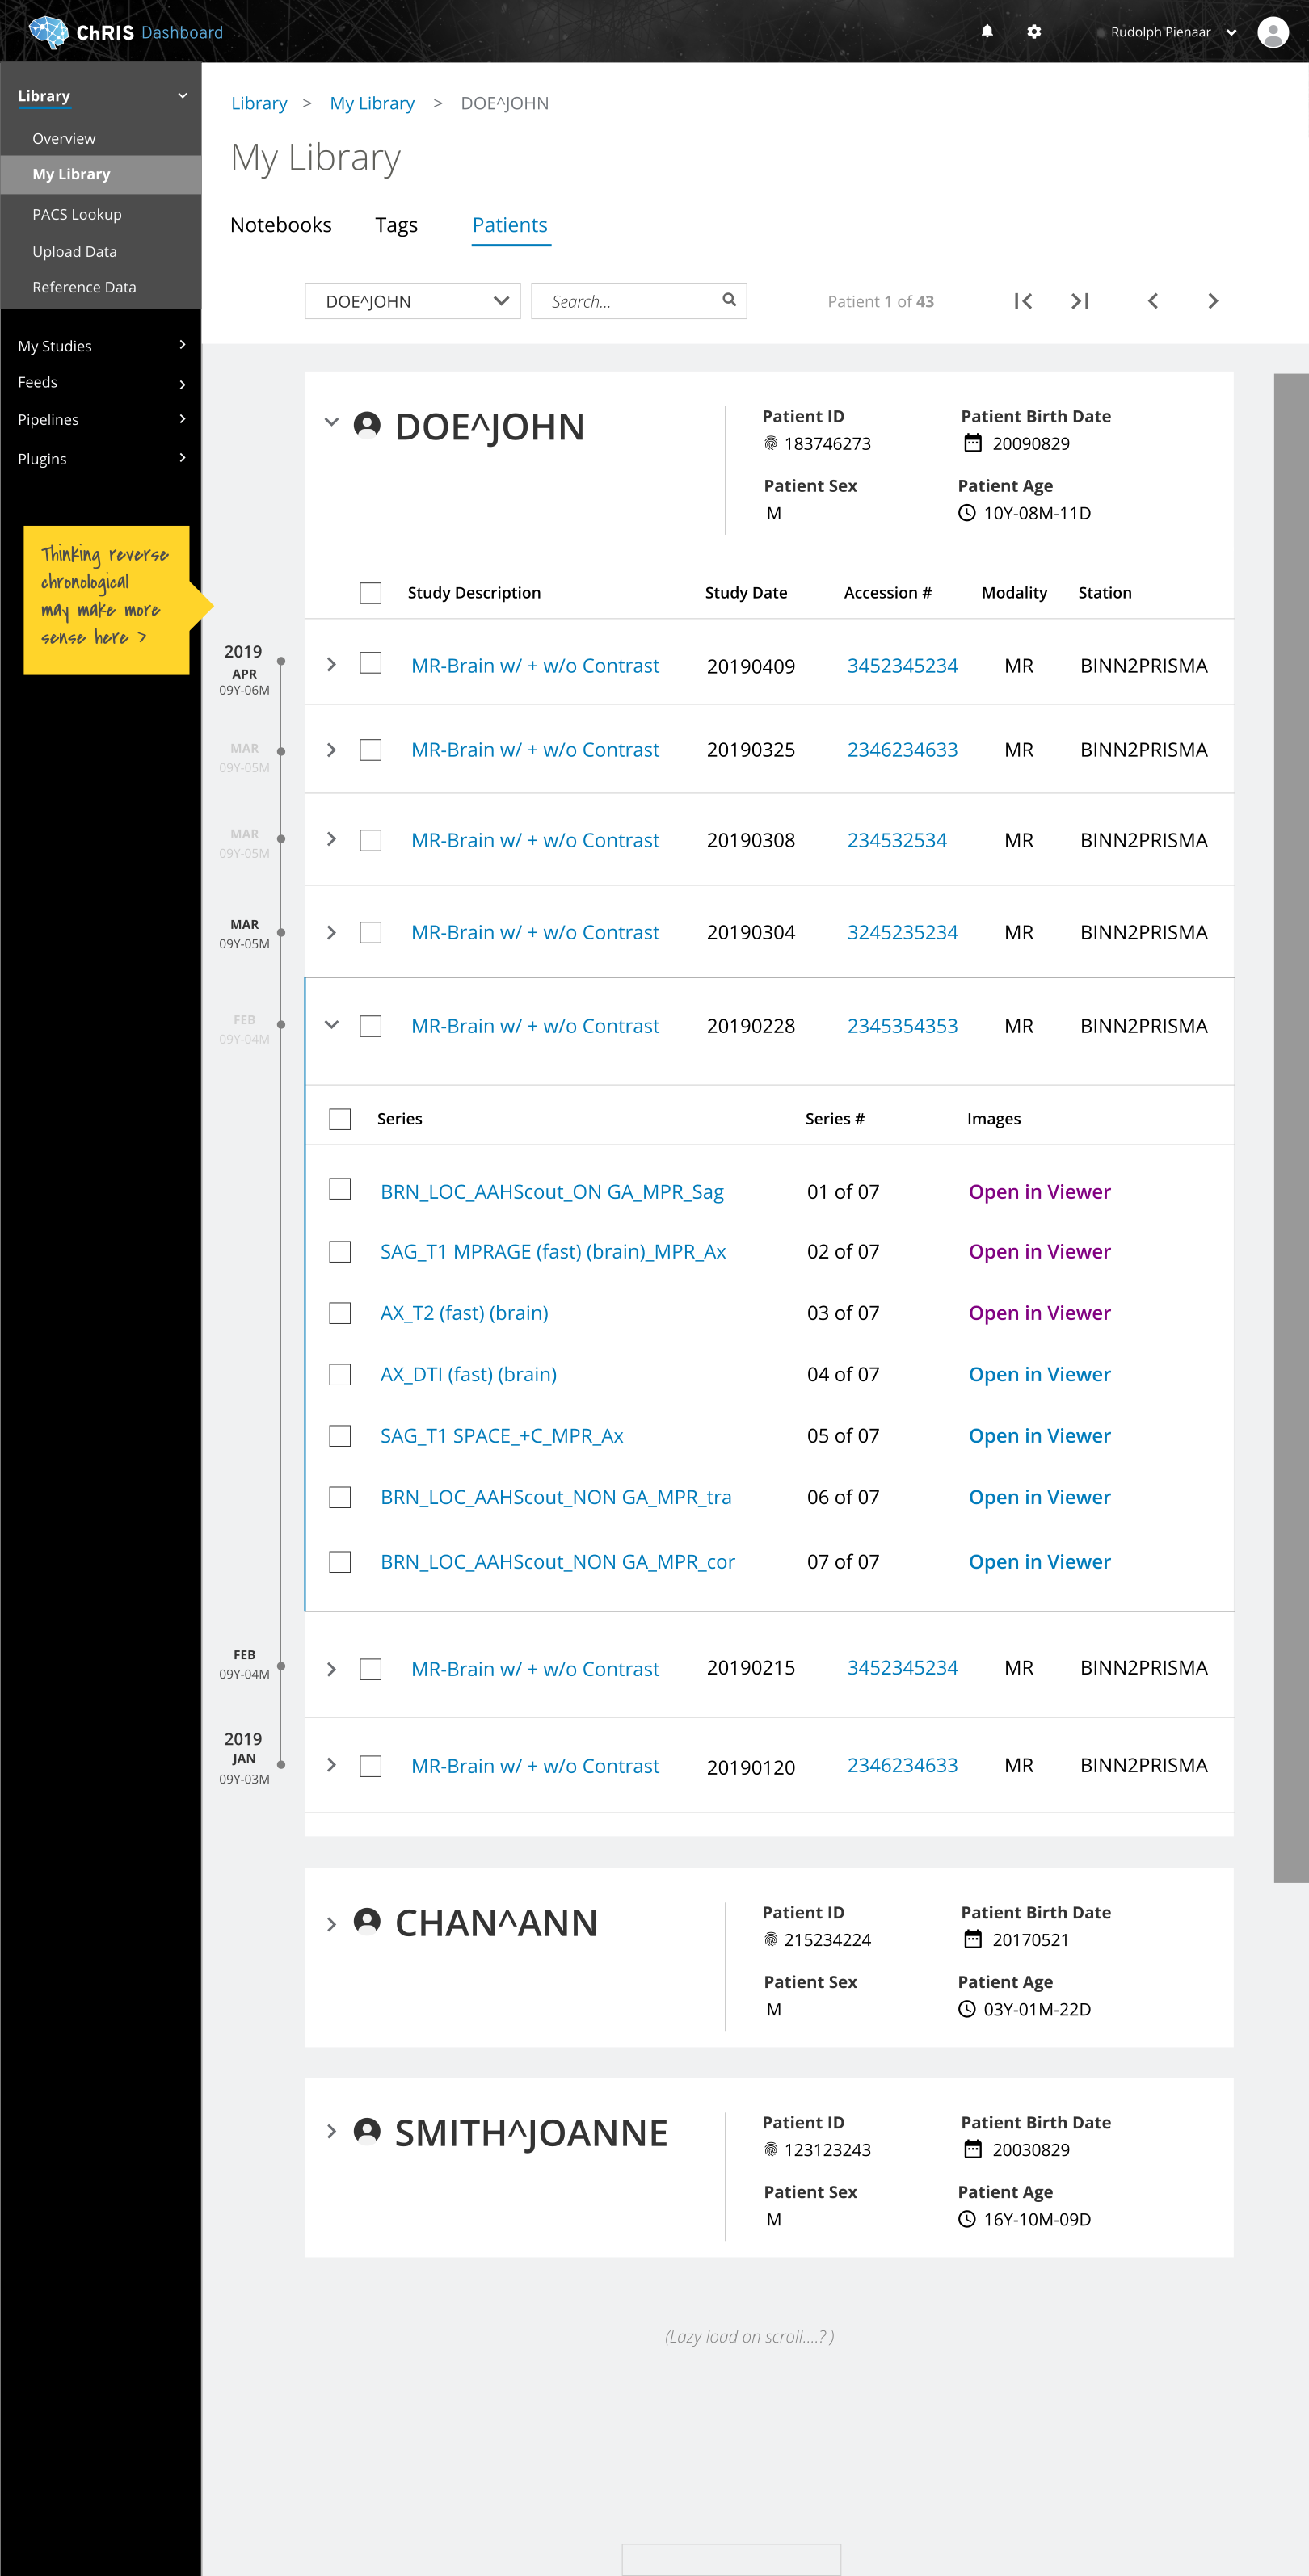 ChRIS Dashboard
Rudolph Pienaar
Library
Overview
My Library
PACS Lookup
Upload Data
Reference Data
My Studies
Feeds
Pipelines
Plugins
Thinking reverse
chronological
may make more
sense here >
Library > My Library > DOE^JOHN
My Library
Notebooks Tags Patients
DOE^JOHN Search... Patient 1 of 43
DOE^JOHN
Patient ID Patient Birth Date
183746273 20090829
Patient Sex Patient Age
M 10Y-08M-11D
Study Description Study Date Accession # Modality Station
2019
APR
09Y-06M
MR-Brain w/ + w/o Contrast 20190409 3452345234 MR BINN2PRISMA
MAR
09Y-05M
MR-Brain w/ + w/o Contrast 20190325 2346234633 MR BINN2PRISMA
MAR
09Y-05M
MR-Brain w/ + w/o Contrast 20190308 234532534 MR BINN2PRISMA
MAR
09Y-05M
MR-Brain w/ + w/o Contrast 20190304 3245235234 MR BINN2PRISMA
FEB
09Y-04M
MR-Brain w/ + w/o Contrast 20190228 2345354353 MR BINN2PRISMA
Series Series # Images
BRN_LOC_AAHScout_ON GA_MPR_Sag 01 of 07 Open in Viewer
SAG_T1 MPRAGE (fast) (brain)_MPR_Ax 02 of 07 Open in Viewer
AX_T2 (fast) (brain) 03 of 07 Open in Viewer
AX_DTI (fast) (brain) 04 of 07 Open in Viewer
SAG_T1 SPACE_+C_MPR_Ax 05 of 07 Open in Viewer
BRN_LOC_AAHScout_NON GA_MPR_tra 06 of 07 Open in Viewer
BRN_LOC_AAHScout_NON GA_MPR_cor 07 of 07 Open in Viewer
FEB
09Y-04M
MR-Brain w/ + w/o Contrast 20190215 3452345234 MR BINN2PRISMA
2019
JAN
09Y-03M
MR-Brain w/ + w/o Contrast 20190120 2346234633 MR BINN2PRISMA
CHAN^ANN
Patient ID Patient Birth Date
215234224 20170521
Patient Sex Patient Age
M 03Y-01M-22D
SMITH^JOANNE
Patient ID Patient Birth Date
123123243 20030829
Patient Sex Patient Age
M 16Y-10M-09D
(Lazy load on scroll....? )